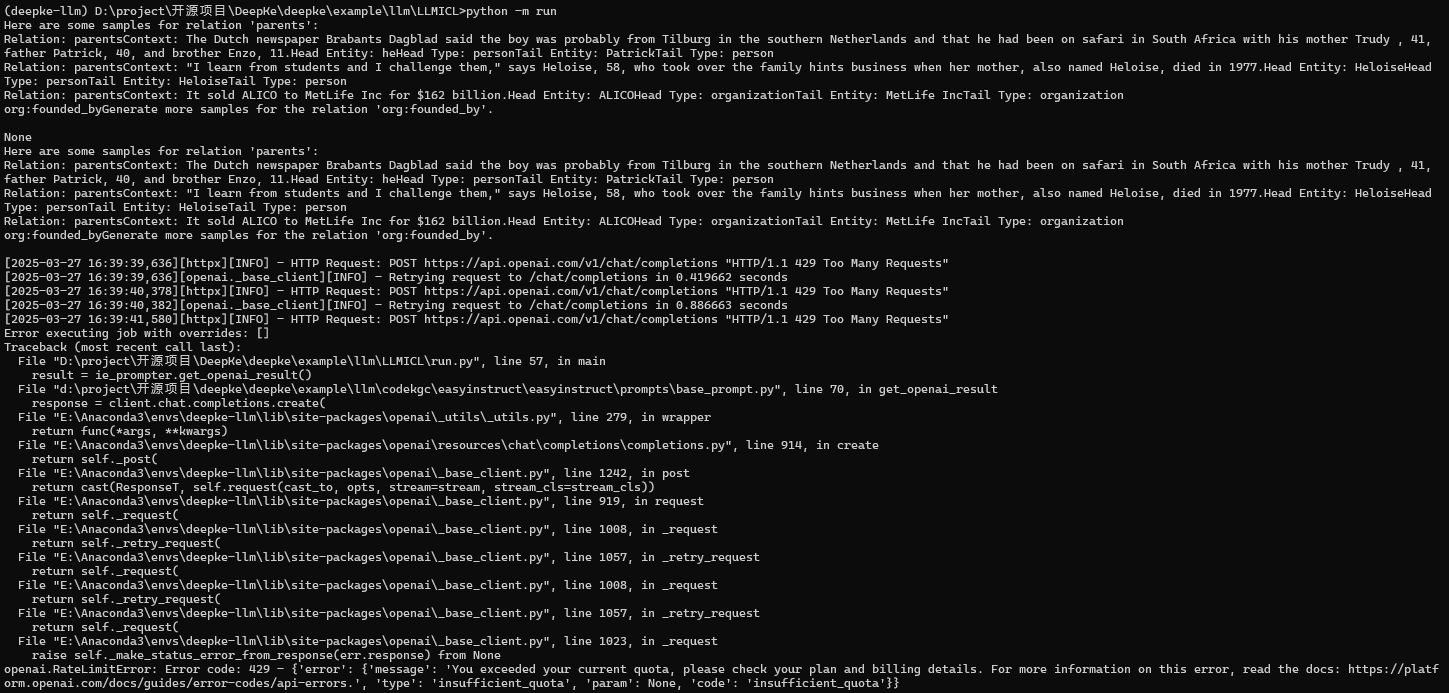 (deepke-llm) D:\project\开源项目\DeepKe\deepke\example\llm\LLMICL>python -m run
Here are some samples for relation 'parents':
Relation: parentsContext: The Dutch newspaper Brabants Dagblad said the boy was probably from Tilburg in the southern Netherlands and that he had been on safari in South Africa with his mother Trudy , 41,
father Patrick, 40, and brother Enzo, 11.Head Entity: heHead Type: personTail Entity: PatrickTail Type: person
Relation: parentsContext: "I learn from students and I challenge them," says Heloise, 58, who took over the family hints business when her mother, also named Heloise, died in 1977.Head Entity: HeloiseHead
Type: personTail Entity: HeloiseTail Type: person
Relation: parentsContext: It sold ALICO to MetLife Inc for $162 billion.Head Entity: ALICOHead Type: organizationTail Entity: MetLife IncTail Type: organization
org:founded_byGenerate more samples for the relation 'org:founded_by'.
None
Here are some samples for relation 'parents':
Relation: parentsContext: The Dutch newspaper Brabants Dagblad said the boy was probably from Tilburg in the southern Netherlands and that he had been on safari in South Africa with his mother Trudy , 41,
father Patrick, 40, and brother Enzo, 11.Head Entity: heHead Type: personTail Entity: PatrickTail Type: person
Relation: parentsContext: "I learn from students and I challenge them," says Heloise, 58, who took over the family hints business when her mother, also named Heloise, died in 1977.Head Entity: HeloiseHead
Type: personTail Entity: HeloiseTail Type: person
Relation: parentsContext: It sold ALICO to MetLife Inc for $162 billion.Head Entity: ALICOHead Type: organizationTail Entity: MetLife IncTail Type: organization
org:founded_byGenerate more samples for the relation 'org:founded_by'.
[2025-03-27 16:39:39,636][httpx][INFO] - HTTP Request: POST https://api.openai.com/v1/chat/completions "HTTP/1.1 429 Too Many Requests"
[2025-03-27 16:39:39,636][openai._base_client][INFO] - Retrying request to /chat/completions in 0.419662 seconds
[2025-03-27 16:39:40,378][httpx][INFO] - HTTP Request: POST https://api.openai.com/v1/chat/completions "HTTP/1.1 429 Too Many Requests"
[2025-03-27 16:39:40,382][openai._base_client][INFO] - Retrying request to /chat/completions in 0.886663 seconds
[2025-03-27 16:39:41,580][httpx][INFO] - HTTP Request: POST https://api.openai.com/v1/chat/completions "HTTP/1.1 429 Too Many Requests"
Error executing job with overrides: []
Traceback (most recent call last):
  File "D:\project\开源项目\DeepKe\deepke\example\llm\LLMICL\run.py", line 57, in main
    result = ie_prompter.get_openai_result()
  File "d:\project\开源项目\deepke\deepke\example\llm\codekgc\easyinstruct\easyinstruct\prompts\base_prompt.py", line 70, in get_openai_result
    response = client.chat.completions.create(
  File "E:\Anaconda3\envs\deepke-llm\lib\site-packages\openai\_utils\_utils.py", line 279, in wrapper
    return func(*args, **kwargs)
  File "E:\Anaconda3\envs\deepke-llm\lib\site-packages\openai\resources\chat\completions\completions.py", line 914, in create
    return self._post(
  File "E:\Anaconda3\envs\deepke-llm\lib\site-packages\openai\_base_client.py", line 1242, in post
    return cast(ResponseT, self.request(cast_to, opts, stream=stream, stream_cls=stream_cls))
  File "E:\Anaconda3\envs\deepke-llm\lib\site-packages\openai\_base_client.py", line 919, in request
    return self._request(
  File "E:\Anaconda3\envs\deepke-llm\lib\site-packages\openai\_base_client.py", line 1008, in _request
    return self._retry_request(
  File "E:\Anaconda3\envs\deepke-llm\lib\site-packages\openai\_base_client.py", line 1057, in _retry_request
    return self._request(
  File "E:\Anaconda3\envs\deepke-llm\lib\site-packages\openai\_base_client.py", line 1008, in _request
    return self._retry_request(
  File "E:\Anaconda3\envs\deepke-llm\lib\site-packages\openai\_base_client.py", line 1057, in _retry_request
    return self._request(
  File "E:\Anaconda3\envs\deepke-llm\lib\site-packages\openai\_base_client.py", line 1023, in _request
    raise self._make_status_error_from_response(err.response) from None
openai.RateLimitError: Error code: 429 - {'error': {'message': 'You exceeded your current quota, please check your plan and billing details. For more information on this error, read the docs: https://platf
orm.openai.com/docs/guides/error-codes/api-errors.', 'type': 'insufficient_quota', 'param': None, 'code': 'insufficient_quota'}}